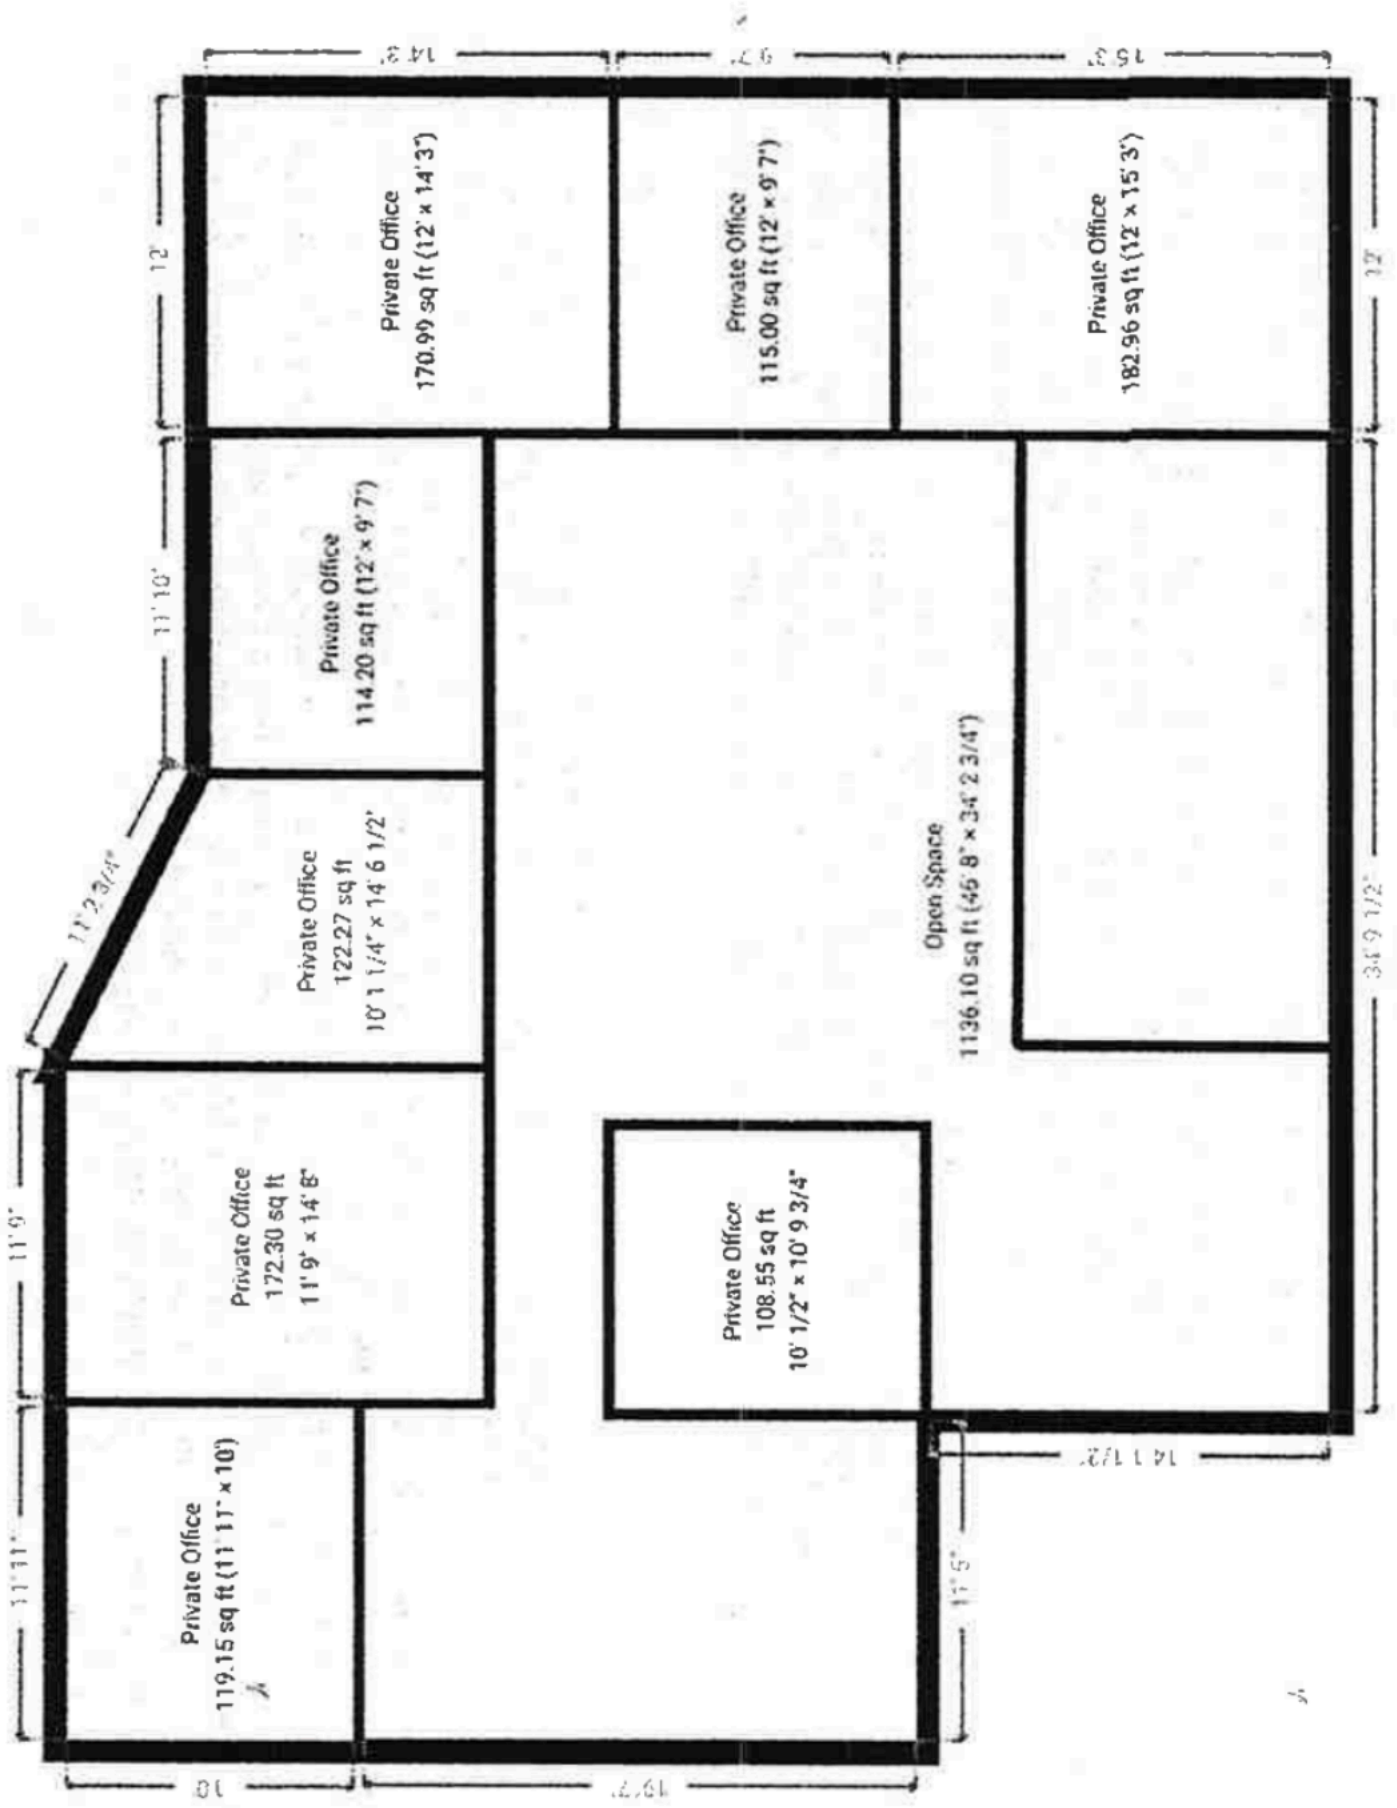 14' 3"
9' 7"
15' 3"
12'
12'
Private Office
170.99 sq ft (12' x 14' 3")
Private Office
115.00 sq ft (12' x 9' 7")
Private Office
182.96 sq ft (12' x 15' 3")
11' 10"
Private Office
114.20 sq ft (12' x 9' 7")
11' 2 3/4"
Private Office
122.27 sq ft
10' 1 1/4" x 14' 6 1/2"
Open Space
1136.10 sq ft (46' 8" x 34' 2 3/4")
34' 9 1/2"
11' 9"
Private Office
172.30 sq ft
11' 9" x 14' 8"
Private Office
108.55 sq ft
10' 1/2" x 10' 9 3/4"
14' 1 1/2"
11' 11"
Private Office
119.15 sq ft (11' 11" x 10')
10'